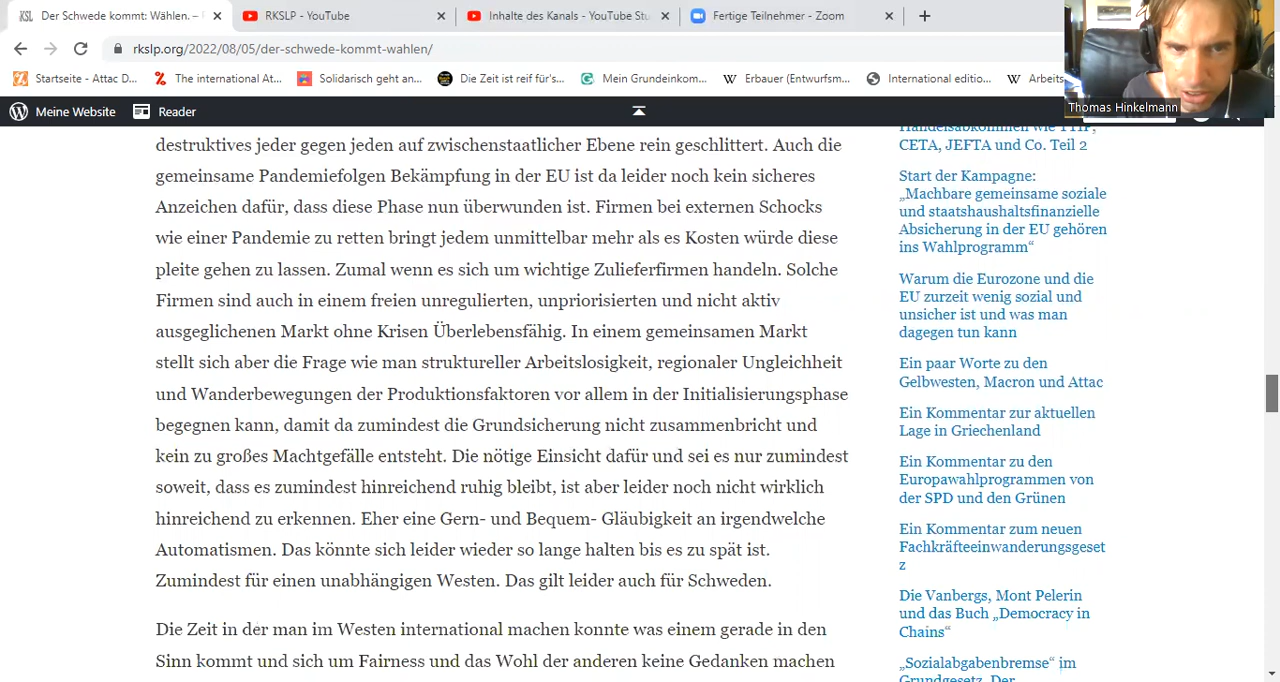 Der Schwede kommt: Wählen. –
RKSLP - YouTube
Inhalte des Kanals - YouTube Stu
Fertige Teilnehmer - Zoom
rkslp.org/2022/08/05/der-schwede-kommt-wahlen/
Startseite - Attac D...
The international At...
Solidarisch geht an...
Die Zeit ist reif für's...
Mein Grundeinkom...
Erbauer (Entwurfsm...
International editio...
Arbeits
Thomas Hinkelmann
Meine Website
Reader
destruktives jeder gegen jeden auf zwischenstaatlicher Ebene rein geschlittert. Auch die
gemeinsame Pandemiefolgen Bekämpfung in der EU ist da leider noch kein sicheres
Anzeichen dafür, dass diese Phase nun überwunden ist. Firmen bei externen Schocks
wie einer Pandemie zu retten bringt jedem unmittelbar mehr als es Kosten würde diese
pleite gehen zu lassen. Zumal wenn es sich um wichtige Zulieferfirmen handeln. Solche
Firmen sind auch in einem freien unregulierten, unpriorisierten und nicht aktiv
ausgeglichenen Markt ohne Krisen Überlebensfähig. In einem gemeinsamen Markt
stellt sich aber die Frage wie man struktureller Arbeitslosigkeit, regionaler Ungleichheit
und Wanderbewegungen der Produktionsfaktoren vor allem in der Initialisierungsphase
begegnen kann, damit da zumindest die Grundsicherung nicht zusammenbricht und
kein zu großes Machtgefälle entsteht. Die nötige Einsicht dafür und sei es nur zumindest
soweit, dass es zumindest hinreichend ruhig bleibt, ist aber leider noch nicht wirklich
hinreichend zu erkennen. Eher eine Gern- und Bequem- Gläubigkeit an irgendwelche
Automatismen. Das könnte sich leider wieder so lange halten bis es zu spät ist.
Zumindest für einen unabhängigen Westen. Das gilt leider auch für Schweden.
Die Zeit in der man im Westen international machen konnte was einem gerade in den
Sinn kommt und sich um Fairness und das Wohl der anderen keine Gedanken machen
Handelsabkommen wie TTIP,
CETA, JEFTA und Co. Teil 2
Start der Kampagne:
„Machbare gemeinsame soziale
und staatshaushaltsfinanzielle
Absicherung in der EU gehören
ins Wahlprogramm“
Warum die Eurozone und die
EU zurzeit wenig sozial und
unsicher ist und was man
dagegen tun kann
Ein paar Worte zu den
Gelbwesten, Macron und Attac
Ein Kommentar zur aktuellen
Lage in Griechenland
Ein Kommentar zu den
Europawahlprogrammen von
der SPD und den Grünen
Ein Kommentar zum neuen
Fachkräfteeinwanderungsgeset
z
Die Vanbergs, Mont Pelerin
und das Buch „Democracy in
Chains“
„Sozialabgabenbremse“ im
Grundgesetz. Der